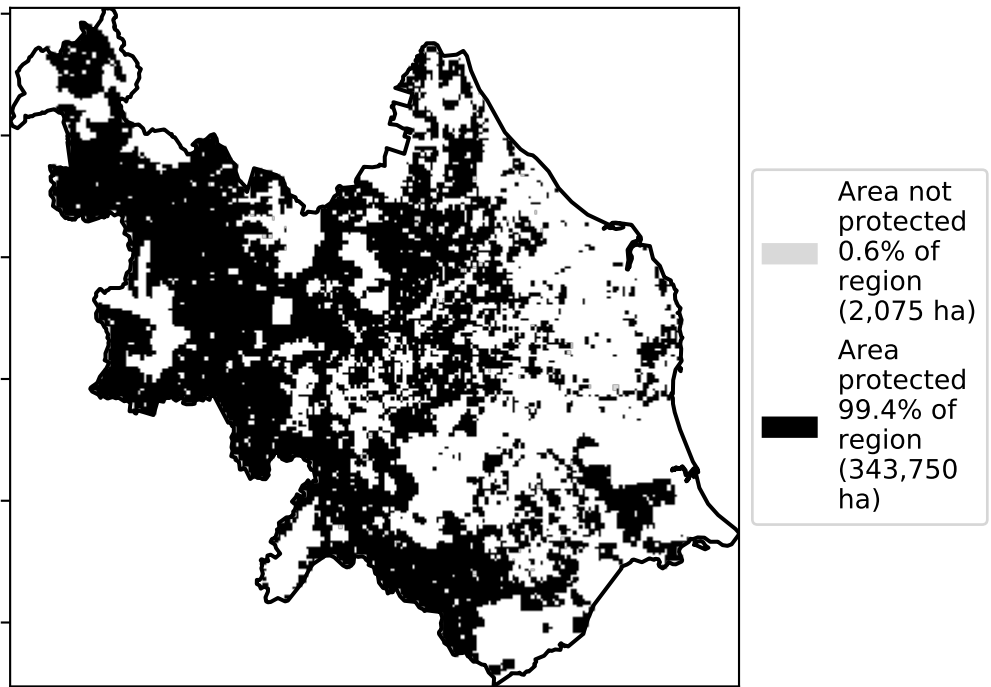 Area not
protected
0.6% of
region
(2,075 ha)
Area
protected
99.4% of
region
(343,750
ha)